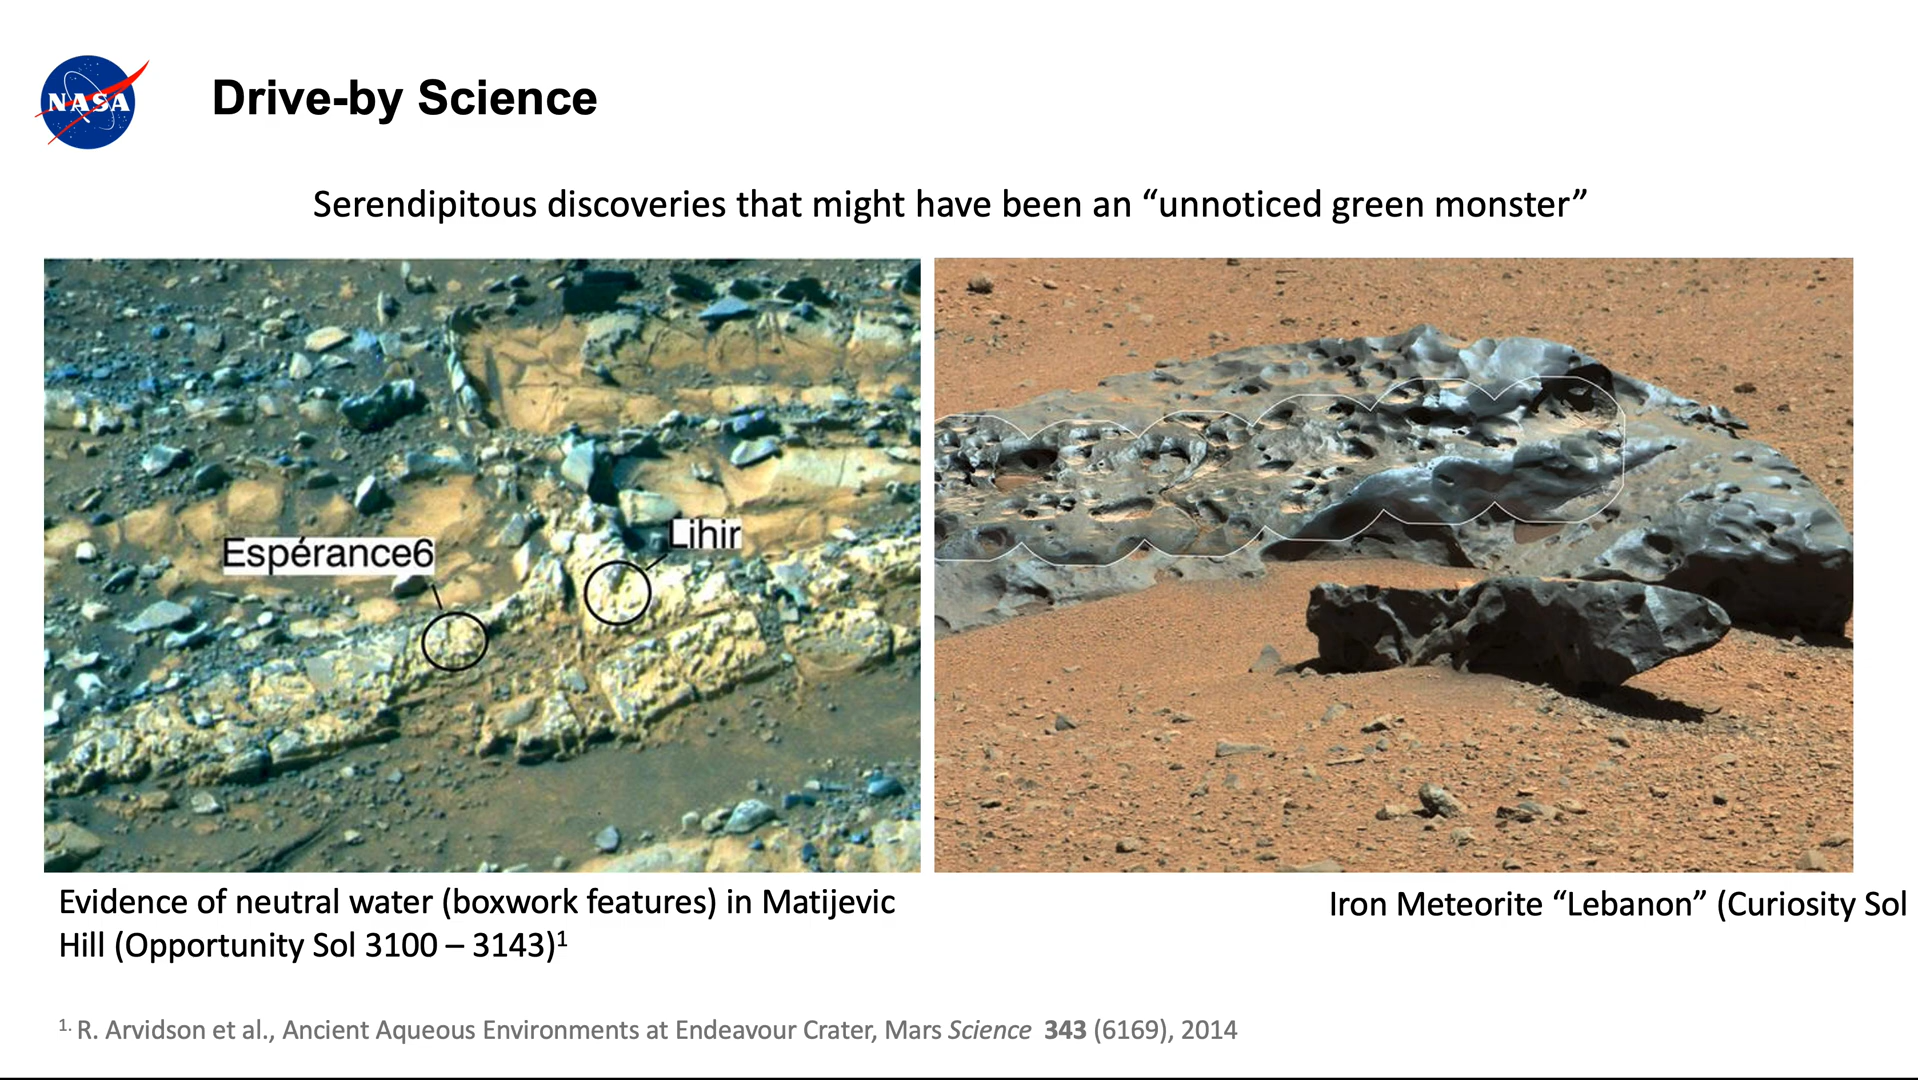 NASA
Drive-by Science
Serendipitous discoveries that might have been an “unnoticed green monster”
Espérance6
Lihir
Evidence of neutral water (boxwork features) in Matijevic
Hill (Opportunity Sol 3100 – 3143)¹
Iron Meteorite “Lebanon” (Curiosity Sol
¹· R. Arvidson et al., Ancient Aqueous Environments at Endeavour Crater, Mars Science 343 (6169), 2014